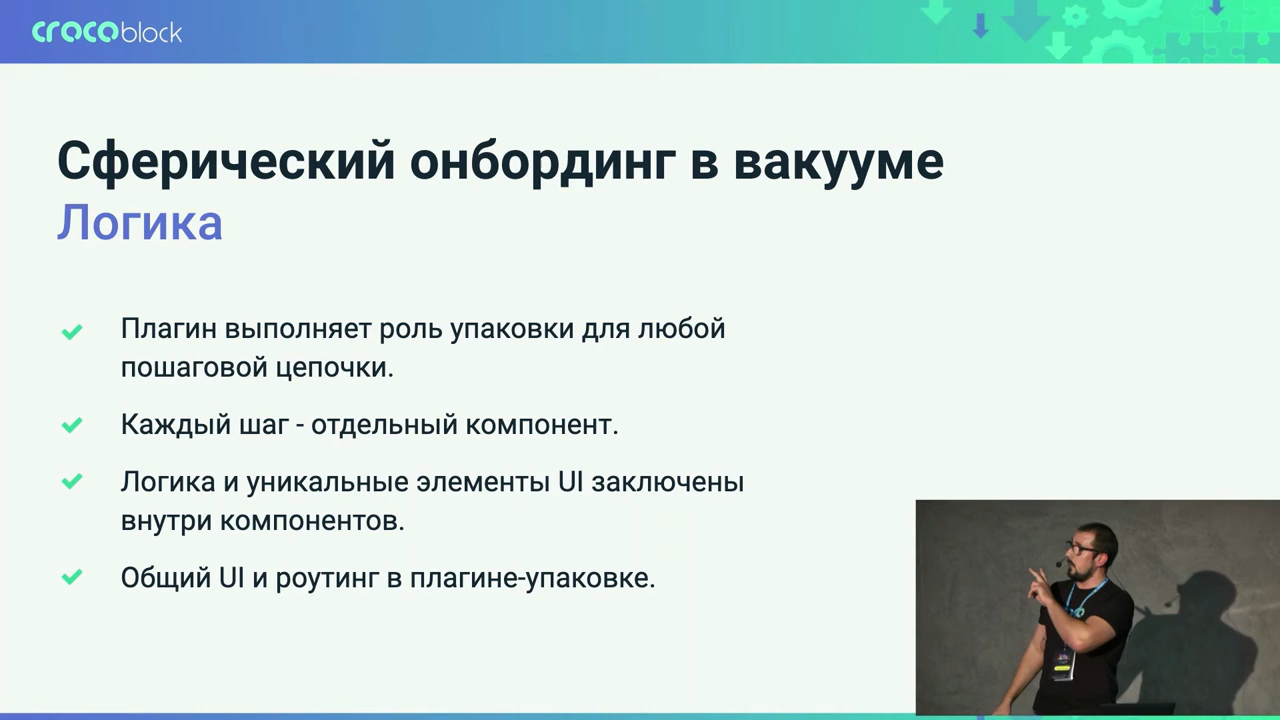 crocoblock
Сферический онбординг в вакууме
Логика
Плагин выполняет роль упаковки для любой
пошаговой цепочки.
Каждый шаг - отдельный компонент.
Логика и уникальные элементы UI заключены
внутри компонентов.
Общий UI и роутинг в плагине-упаковке.